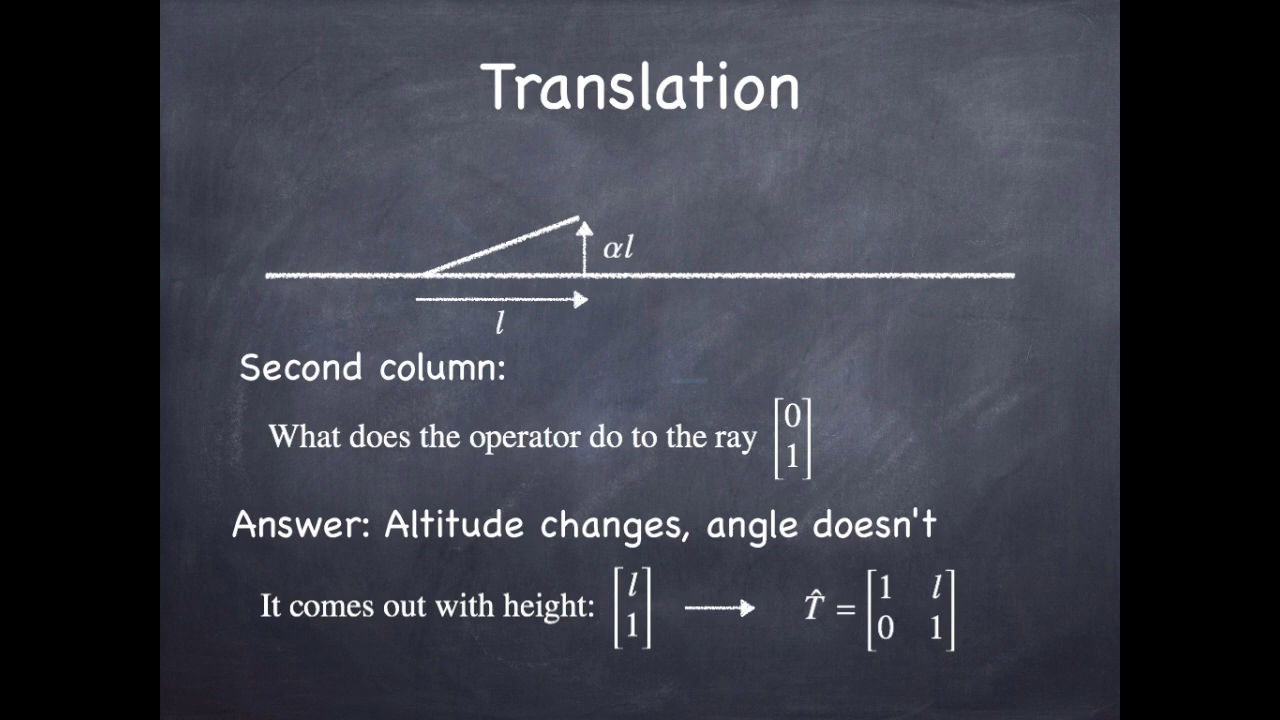 Translation
αl
l
Second column:
What does the operator do to the ray [0 1]
Answer: Altitude changes, angle doesn't
It comes out with height: [l 1] → T̂ = [1 l 0 1]